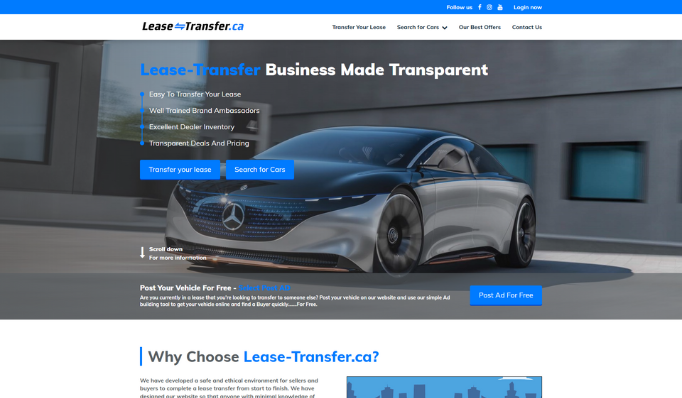 Follow us
Login now
Lease Transfer.ca
Transfer Your Lease
Search for Cars
Our Best Offers
Contact Us
Lease-Transfer Business Made Transparent
Easy To Transfer Your Lease
Well Trained Brand Ambassadors
Excellent Dealer Inventory
Transparent Deals And Pricing
Transfer your lease
Search for Cars
Scroll down
For more information
Post Your Vehicle For Free -
Are you currently in a lease that you're looking to transfer to someone else? Post your vehicle on our website and use our simple Ad
building tool to get your vehicle online and find a Buyer quickly......For Free.
Post Ad For Free
Why Choose Lease-Transfer.ca?
We have developed a safe and ethical environment for sellers and
buyers to complete a lease transfer from start to finish. We have
designed our website so that anyone with minimal knowledge of